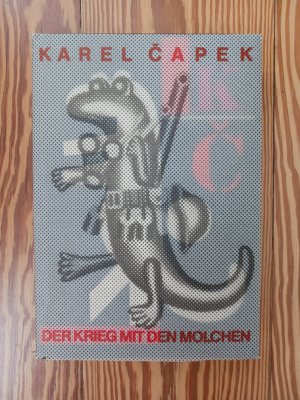 KAREL ČAPEK
K
Č
DER KRIEG MIT DEN MOLCHEN